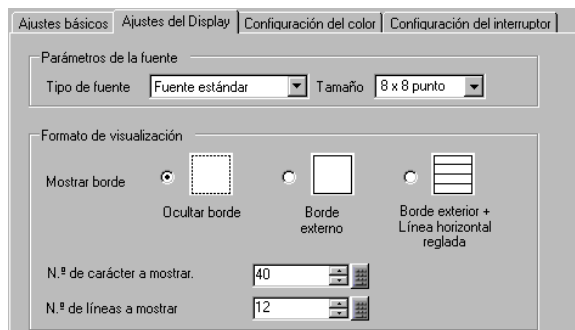 Ajustes básicos Ajustes del Display Configuración del color Configuración del interruptor
Parámetros de la fuente
Tipo de fuente Fuente estándar Tamaño 8 x 8 punto
Formato de visualización
Mostrar borde
Ocultar borde
Borde
externo
Borde exterior +
Línea horizontal
reglada
N.º de carácter a mostrar. 40
N.º de líneas a mostrar 12